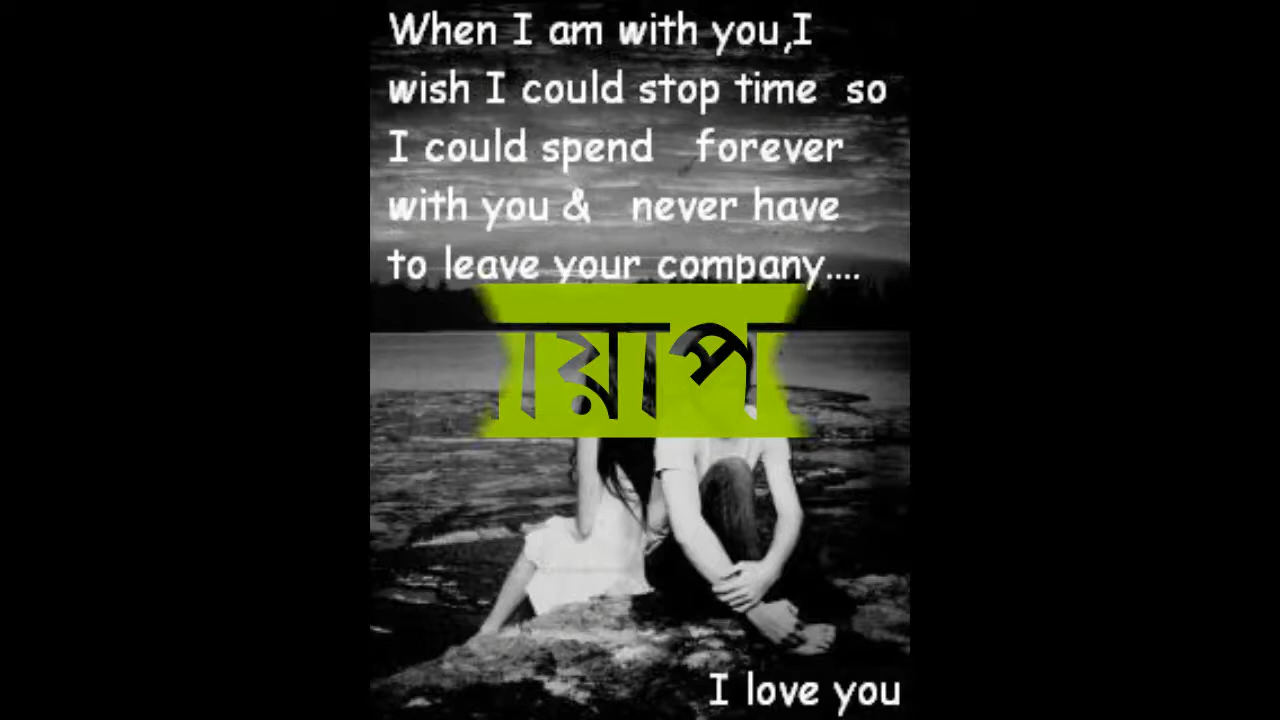 When I am with you,I
wish I could stop time so
I could spend forever
with you & never have
to leave your company....
য়াপ
I love you